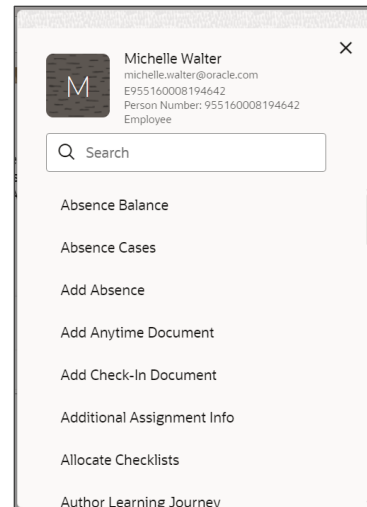 M
Michelle Walter
michelle.walter@oracle.com
E955160008194642
Person Number: 955160008194642
Employee
Search
Absence Balance
Absence Cases
Add Absence
Add Anytime Document
Add Check-In Document
Additional Assignment Info
Allocate Checklists
Author Learning Journey